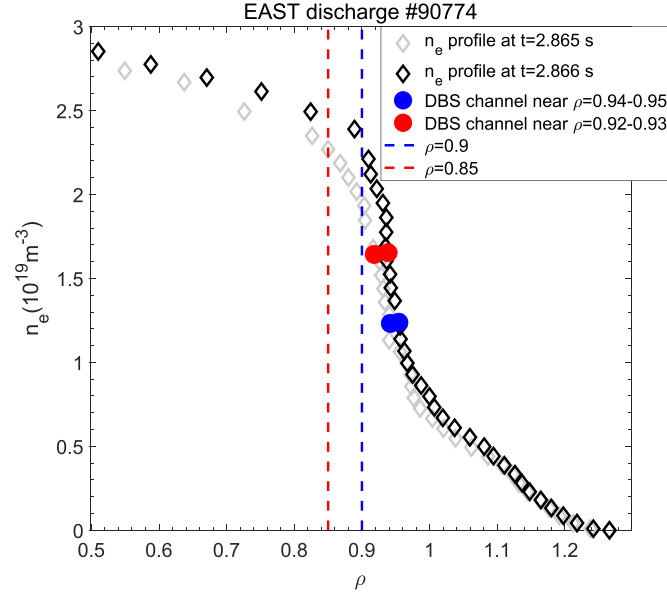 EAST discharge #90774
3
2.5
2
1.5
1
0.5
0
n_e(10^19m^-3)
n_e profile at t=2.865 s
n_e profile at t=2.866 s
DBS channel near ρ=0.94-0.95
DBS channel near ρ=0.92-0.93
ρ=0.9
ρ=0.85
0.5 0.6 0.7 0.8 0.9 1 1.1 1.2
ρ